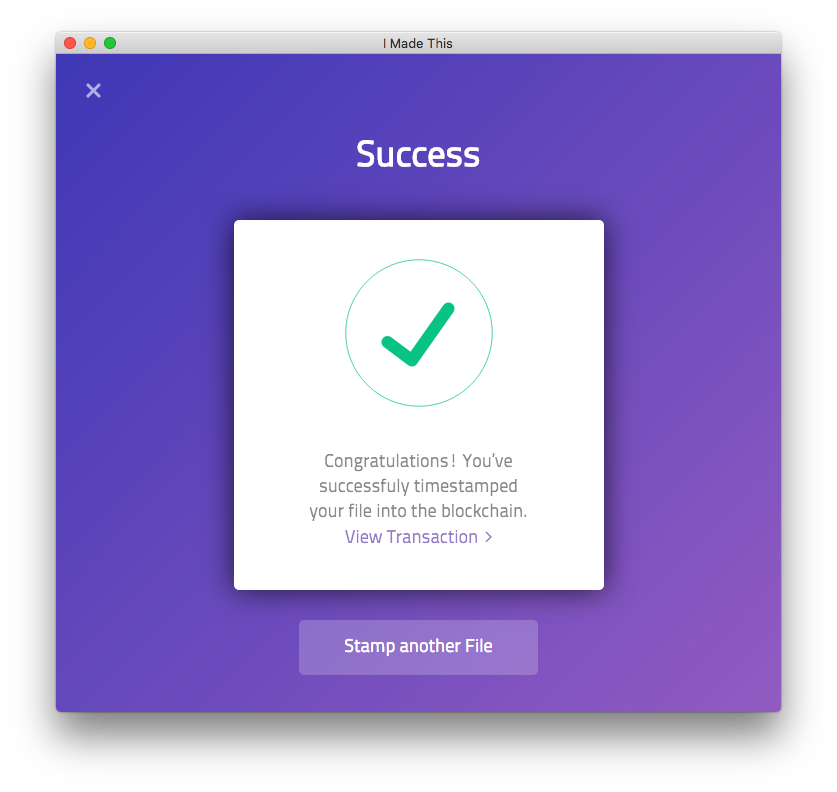 I Made This
Success
Congratulations! You've
successfuly timestamped
your file into the blockchain.
View Transaction >
Stamp another File